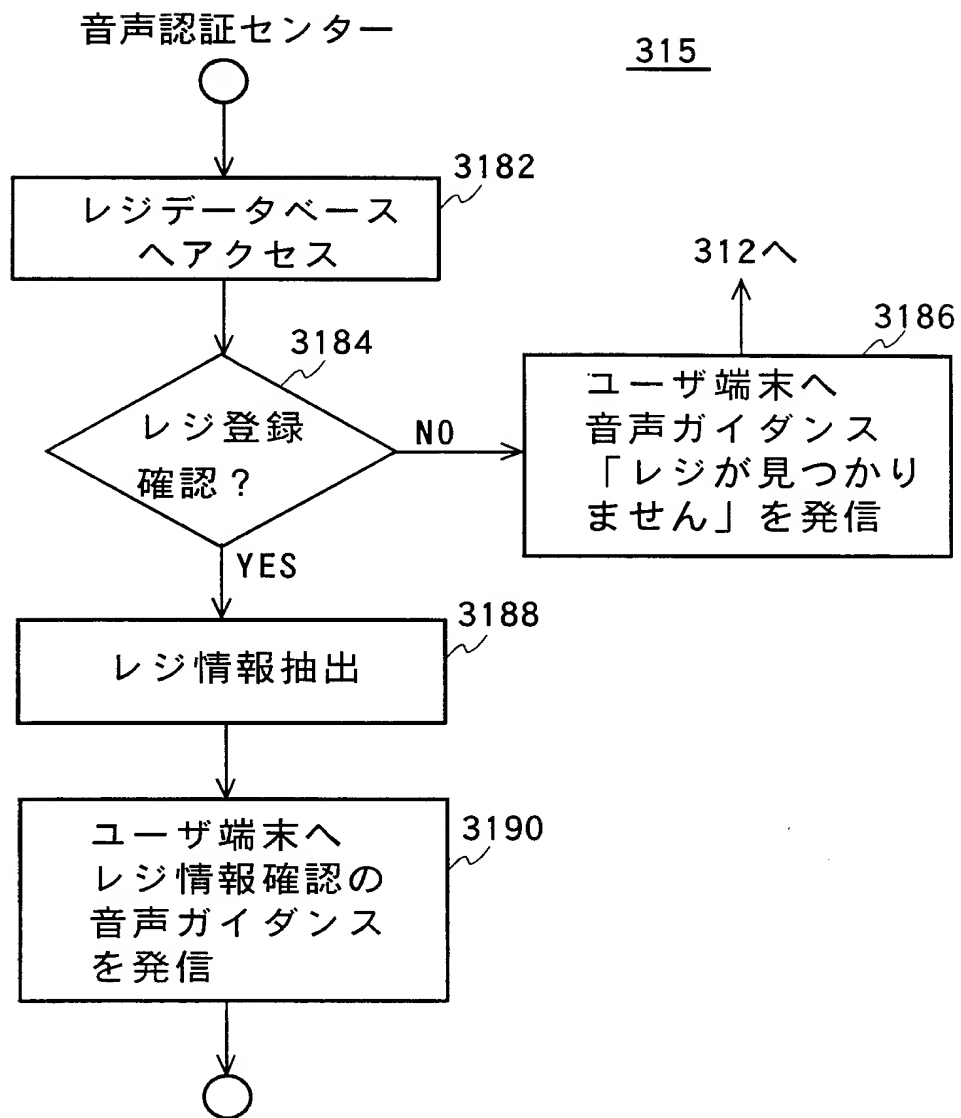 音声認証センター
315
3182
レジデータベース
へアクセス
312へ
3184
3186
レジ登録
確認？
NO
ユーザ端末へ
音声ガイダンス
「レジが見つかり
ません」を発信
YES
3188
レジ情報抽出
3190
ユーザ端末へ
レジ情報確認の
音声ガイダンス
を発信